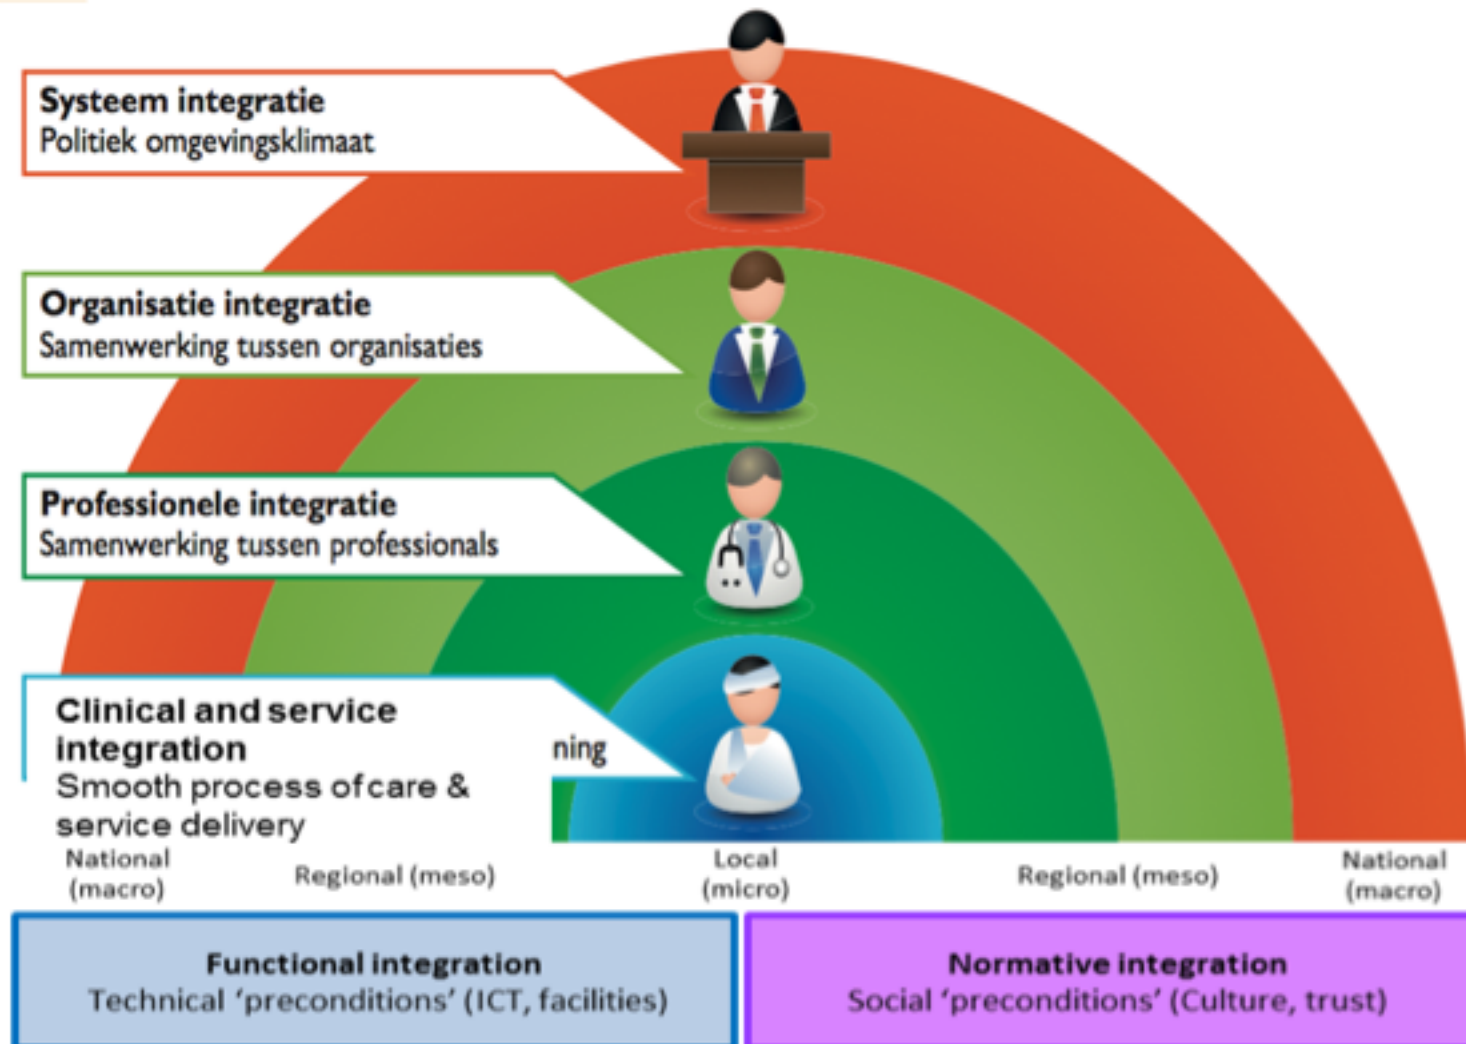 Systeem integratie
Politiek omgevingsklimaat
Organisatie integratie
Samenwerking tussen organisaties
Professionele integratie
Samenwerking tussen professionals
Clinical and service
integration
ning
Smooth process of care &
service delivery
National
(macro)
Regional (meso)
Local
(micro)
Regional (meso)
National
(macro)
Functional integration
Technical ‘preconditions’ (ICT, facilities)
Normative integration
Social ‘preconditions’ (Culture, trust)